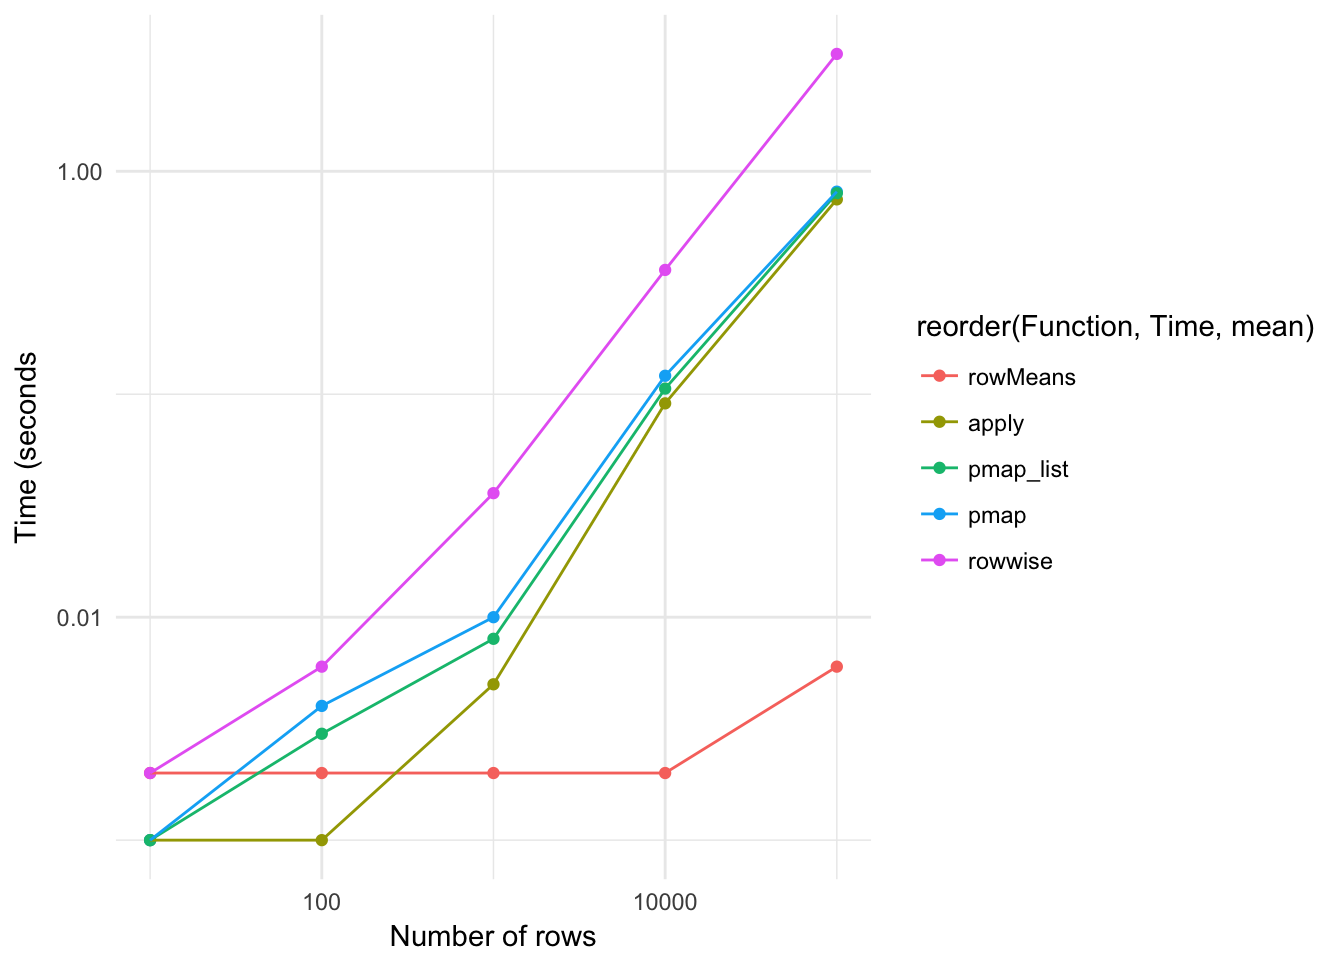 1.00
0.01
Time (seconds
100
10000
Number of rows
reorder(Function, Time, mean)
rowMeans
apply
pmap_list
pmap
rowwise